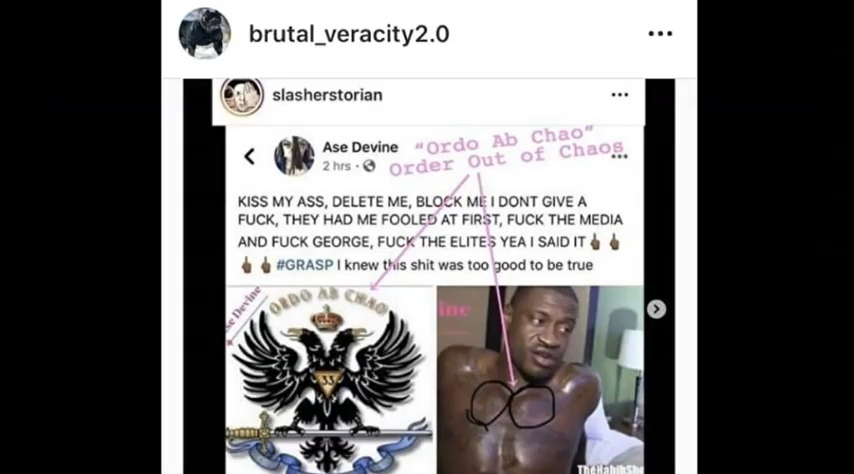 brutal_veracity2.0
slasherstorian
Ase Devine
2 hrs
"Ordo Ab Chao"
Order Out of Chaos
KISS MY ASS, DELETE ME, BLOCK ME I DONT GIVE A
FUCK, THEY HAD ME FOOLED AT FIRST, FUCK THE MEDIA
AND FUCK GEORGE, FUCK THE ELITES YEA I SAID IT🖕🏾🖕🏾
🖕🏾🖕🏾#GRASP I knew this shit was too good to be true
se Devine
ORDO AB CHAO
33
ine
TheHabibSho